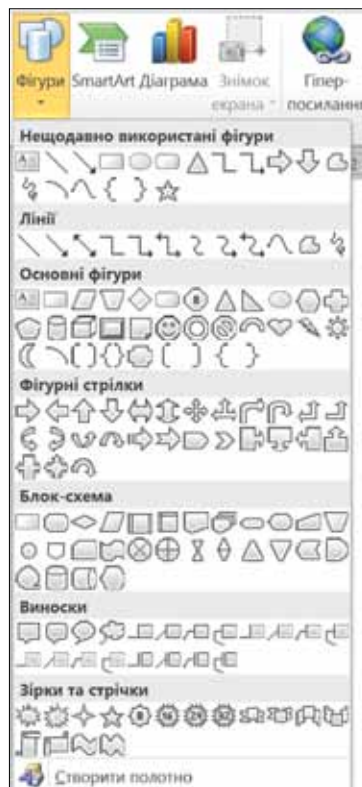 Фігури SmartArt Діаграма Знімок екрана Гіпер-
посилання
Нещодавно використані фігури
Лінії
Основні фігури
Фігурні стрілки
Блок-схема
Виноски
Зірки та стрічки
Створити полотно